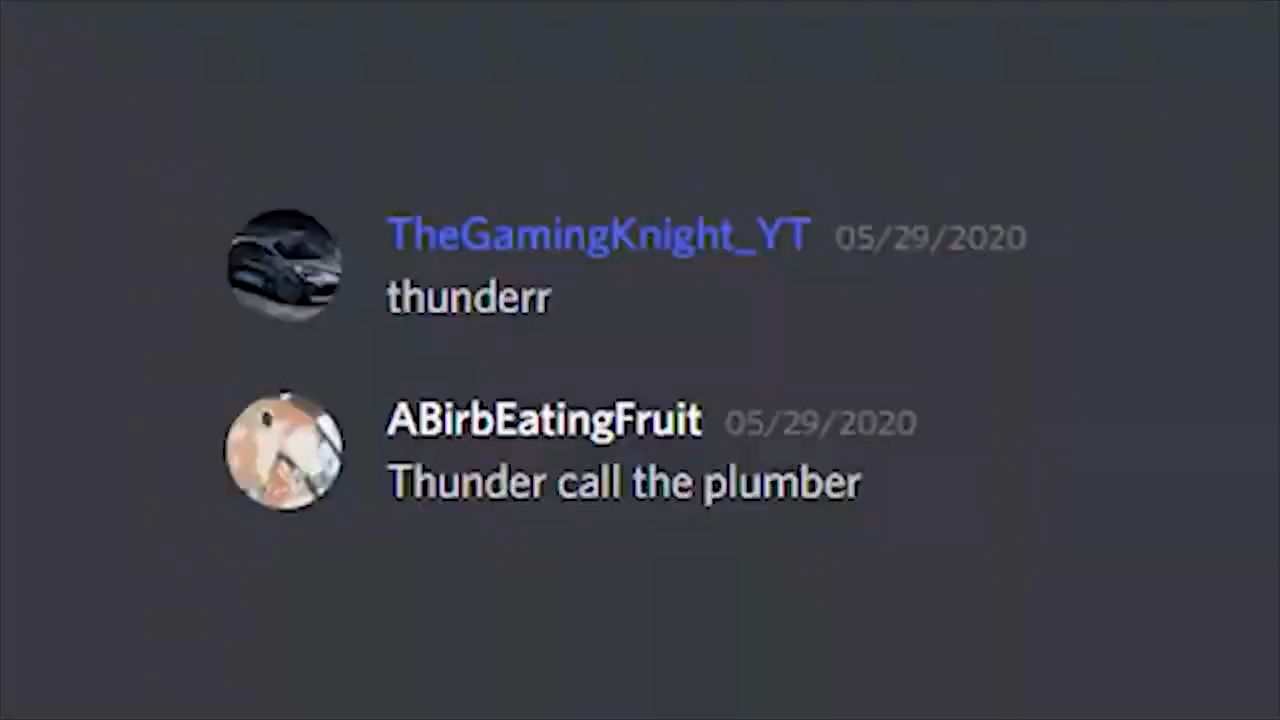 TheGamingKnight_YT 05/29/2020
thunderr
ABirbEatingFruit 05/29/2020
Thunder call the plumber